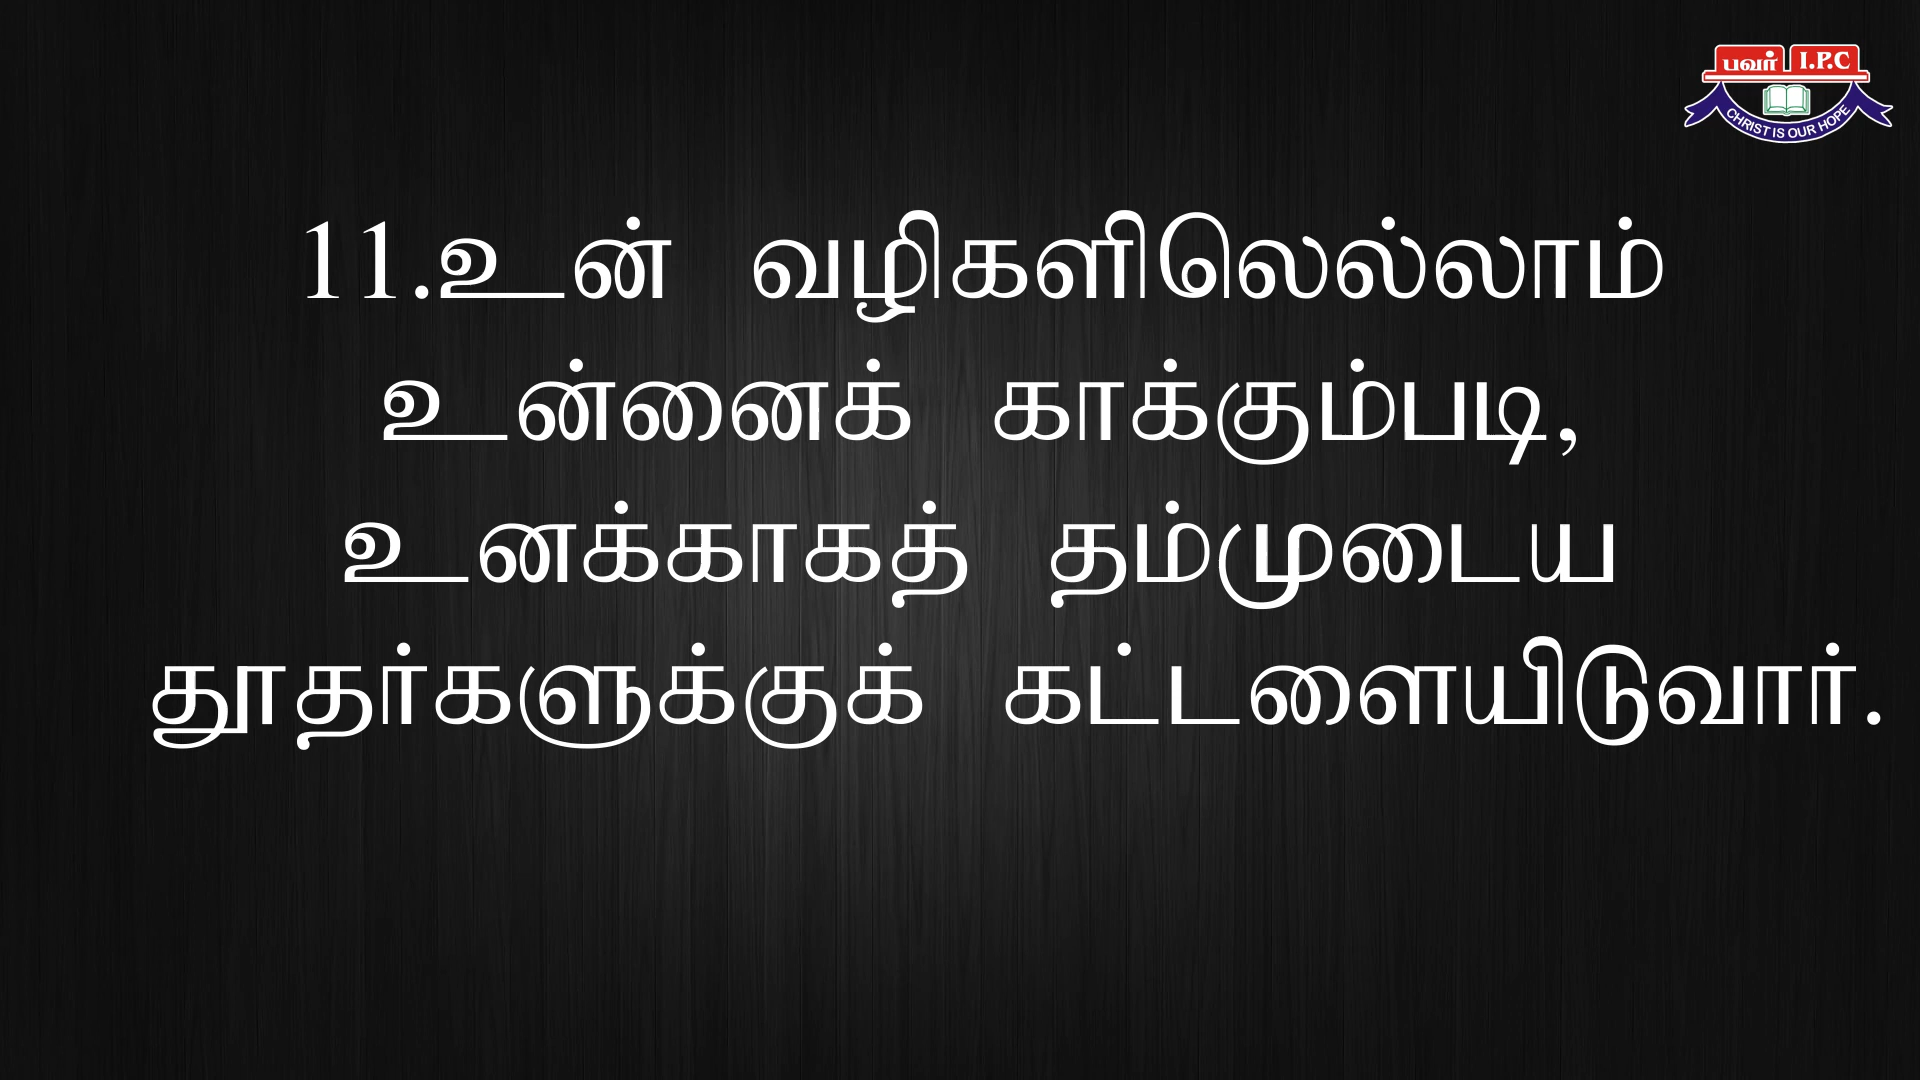 பவர் I.P.C
CHRIST IS OUR HOPE
11.உன் வழிகளிலெல்லாம்
உன்னைக் காக்கும்படி,
உனக்காகத் தம்முடைய
தூதர்களுக்குக் கட்டளையிடுவார்.